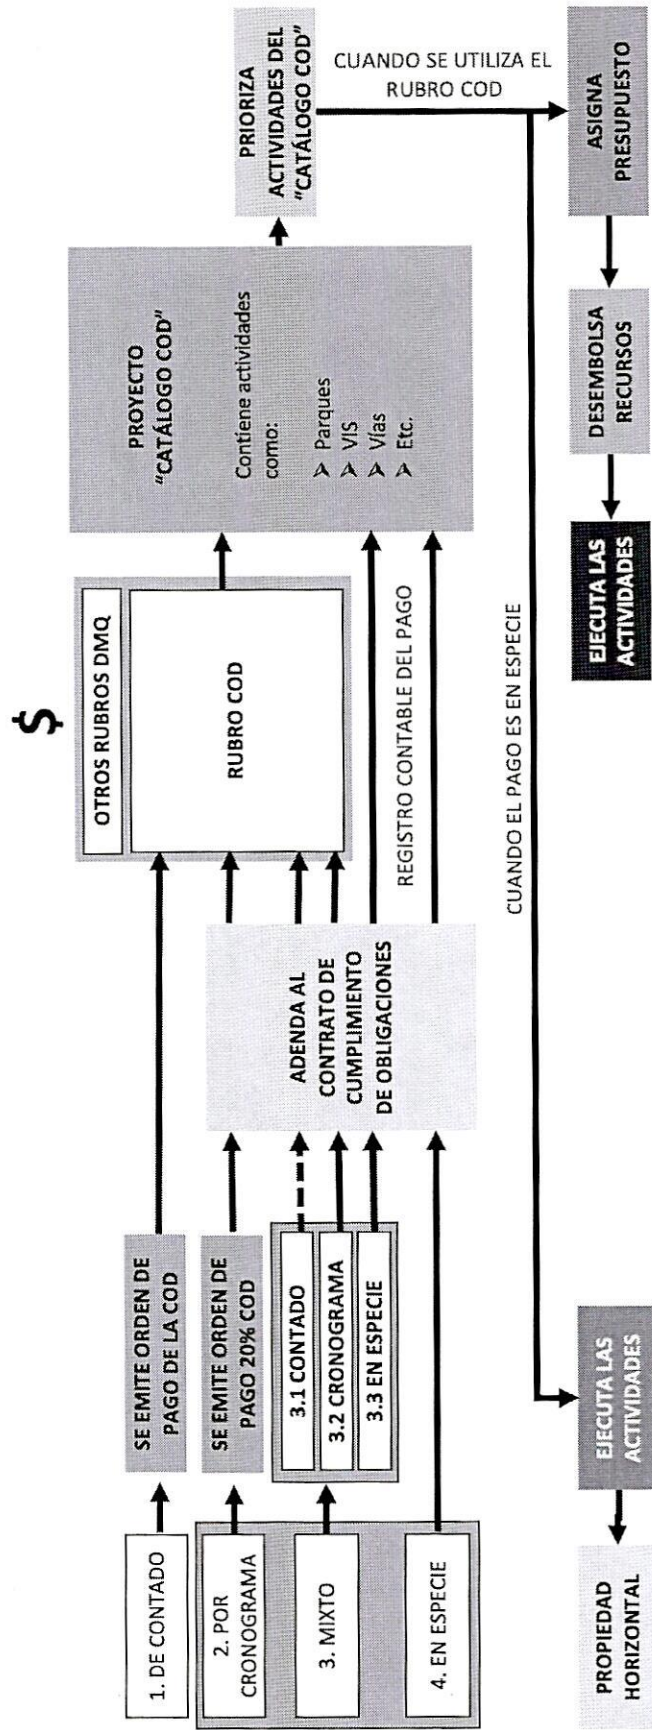 1. DE CONTADO
2. POR
CRONOGRAMA
3. MIXTO
4. EN ESPECIE
SE EMITE ORDEN DE
PAGO DE LA COD
SE EMITE ORDEN DE
PAGO 20% COD
3.1 CONTADO
3.2 CRONOGRAMA
3.3 EN ESPECIE
ADENDA AL
CONTRATO DE
CUMPLIMIENTO
DE OBLIGACIONES
$
OTROS RUBROS DMQ
RUBRO COD
REGISTRO CONTABLE DEL PAGO
PROYECTO
"CATÁLOGO COD"
Contiene actividades
como:
➢ Parques
➢ VIS
➢ Vías
➢ Etc.
PRIORIZA
ACTIVIDADES DEL
"CATÁLOGO COD"
CUANDO SE UTILIZA EL
RUBRO COD
CUANDO EL PAGO ES EN ESPECIE
ASIGNA
PRESUPUESTO
DESEMBOLSA
RECURSOS
EJECUTA LAS
ACTIVIDADES
EJECUTA LAS
ACTIVIDADES
PROPIEDAD
HORIZONTAL